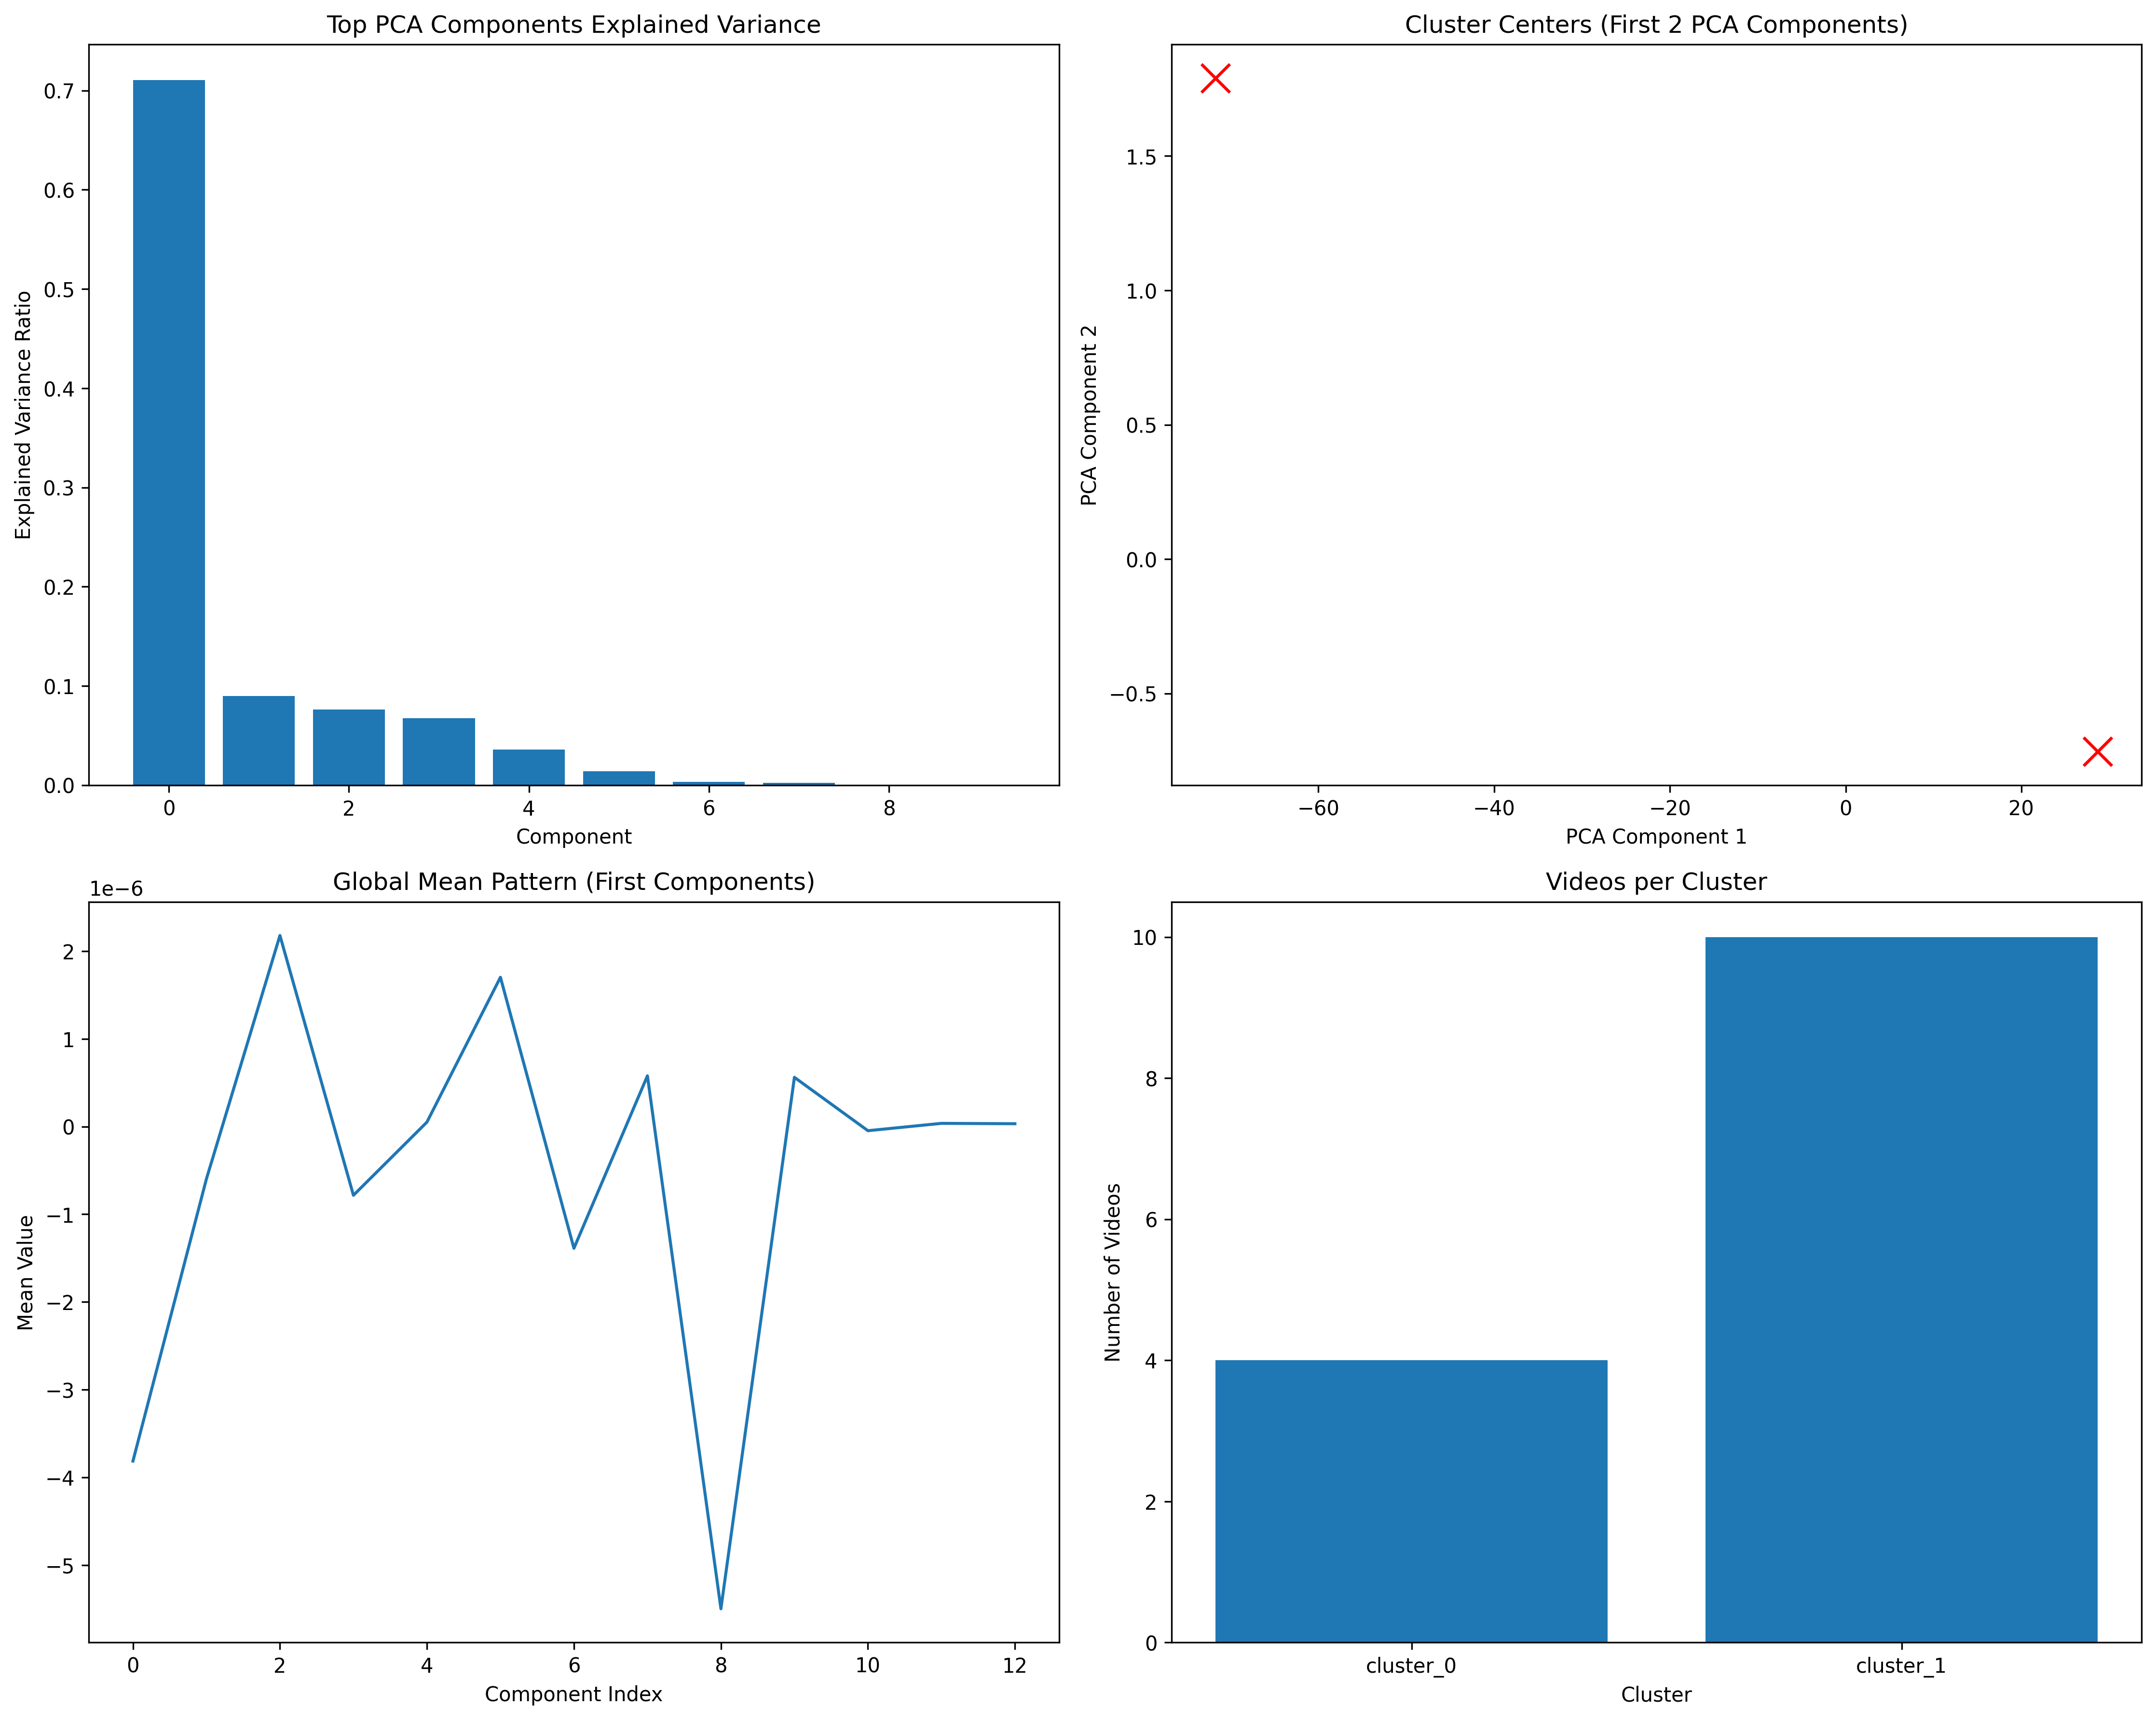 Top PCA Components Explained Variance
Explained Variance Ratio
0.7
0.6
0.5
0.4
0.3
0.2
0.1
0.0
0 2 4 6 8
Component
Cluster Centers (First 2 PCA Components)
PCA Component 2
1.5
1.0
0.5
0.0
−0.5
−60 −40 −20 0 20
PCA Component 1
Global Mean Pattern (First Components)
1e−6
Mean Value
2
1
0
−1
−2
−3
−4
−5
0 2 4 6 8 10 12
Component Index
Videos per Cluster
Number of Videos
10
8
6
4
2
0
cluster_0 cluster_1
Cluster